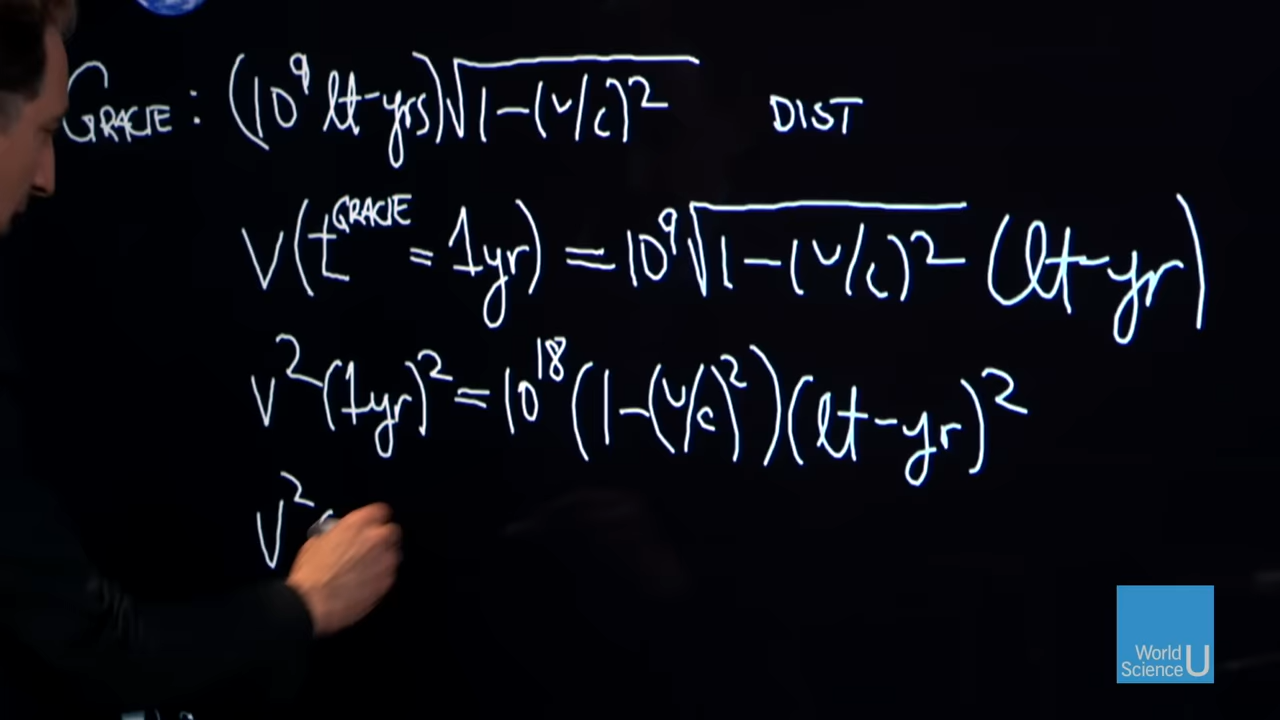 GRACIE: (10⁹ lt-yrs)√1-(v/c)² DIST
v(t^GRACIE = 1yr) = 10⁹√1-(v/c)² (lt-yr)
v²(1yr)² = 10¹⁸(1-(v/c)²)(lt-yr)²
v²
World
Science U